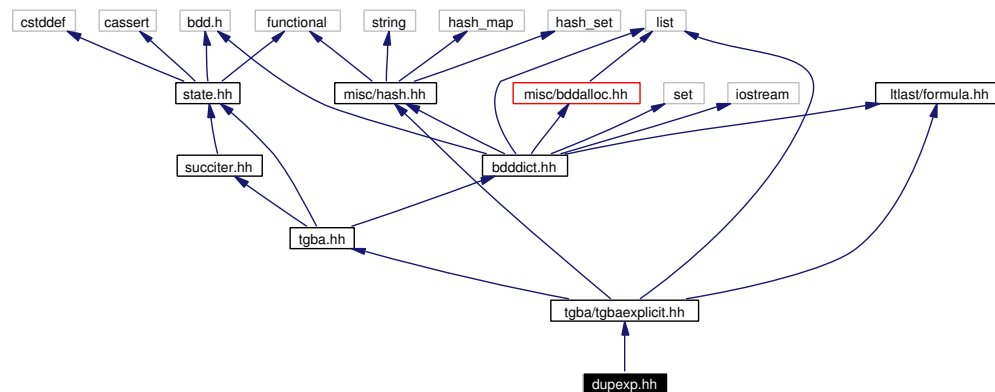 cstddef
cassert
bdd.h
functional
string
hash_map
hash_set
list
state.hh
misc/hash.hh
misc/bddalloc.hh
set
iostream
ltlast/formula.hh
succiter.hh
bdddict.hh
tgba.hh
tgba/tgbaexplicit.hh
dupexp.hh